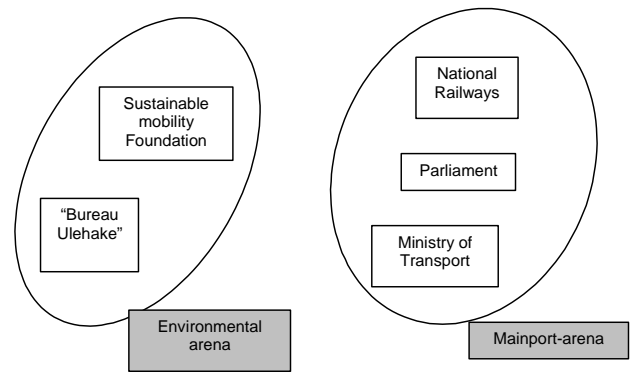 Sustainable
mobility
Foundation
“Bureau
Ulehake”
Environmental
arena
National
Railways
Parliament
Ministry of
Transport
Mainport-arena